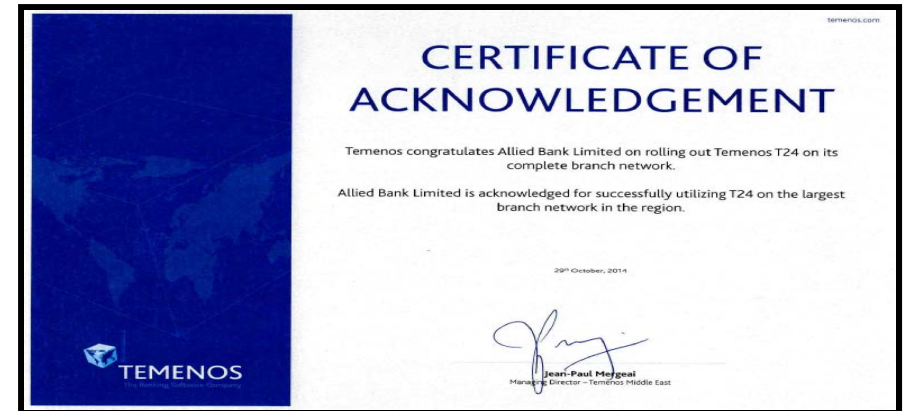 temenos.com
CERTIFICATE OF
ACKNOWLEDGEMENT
Temenos congratulates Allied Bank Limited on rolling out Temenos T24 on its
complete branch network.
Allied Bank Limited is acknowledged for successfully utilizing T24 on the largest
branch network in the region.
29th October, 2014
Jean-Paul Mergeai
Managing Director – Temenos Middle East
TEMENOS
The Banking Software Company